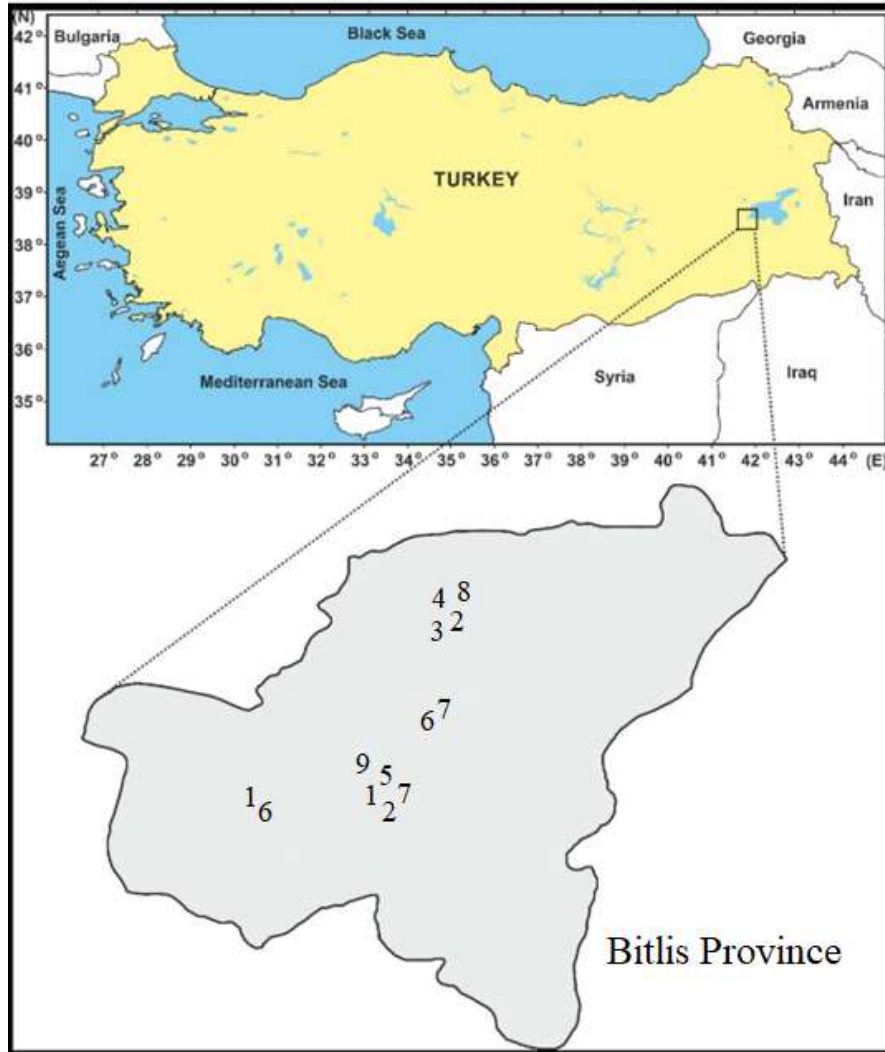 (N)
42°
41°
40°
39°
38°
37°
36°
35°
Bulgaria
Black Sea
Georgia
Armenia
TURKEY
Iran
Aegean Sea
Mediterranean Sea
Syria
Iraq
27° 29° 30° 31° 32° 33° 34° 35° 36° 37° 38° 39° 40° 41° 42° 43° 44° (E)
4 8
3 2
6 7
9 5
1 7
2
1 6
Bitlis Province